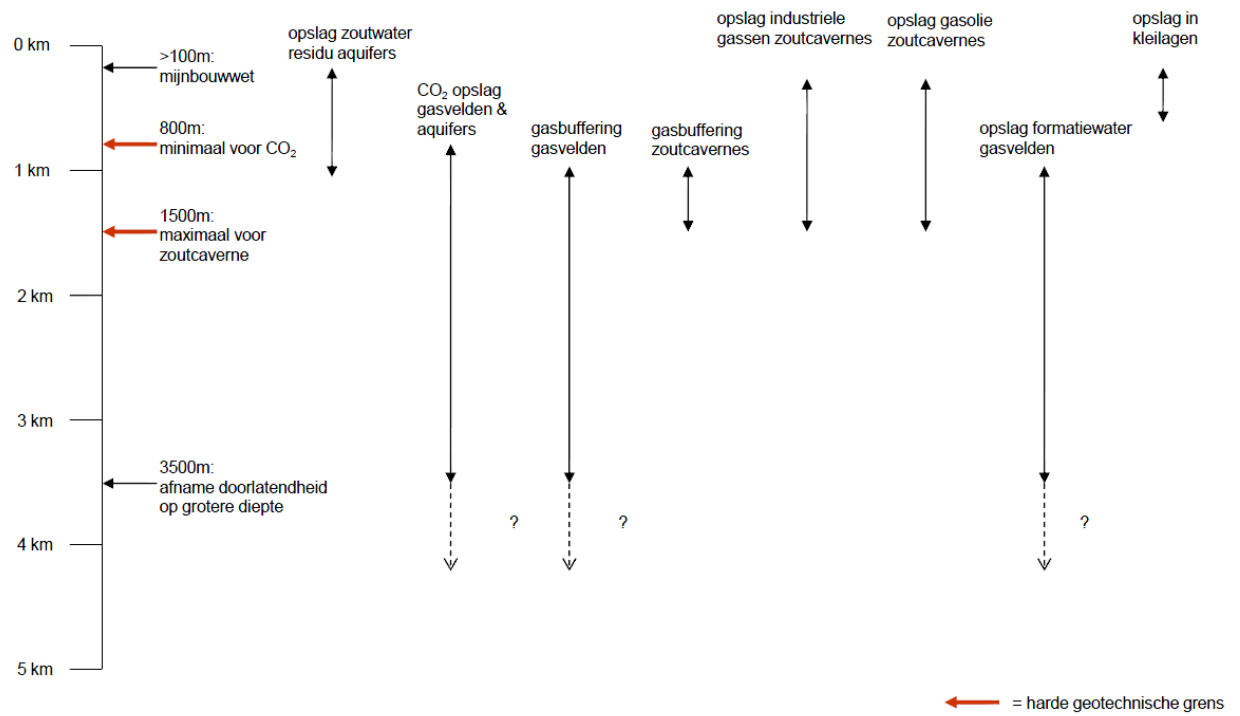 0 km
1 km
2 km
3 km
4 km
5 km
>100m:
mijnbouwwet
800m:
minimaal voor CO₂
1500m:
maximaal voor
zoutcaverne
3500m:
afname doorlatendheid
op grotere diepte
opslag zoutwater
residu aquifers
CO₂ opslag
gasvelden &
aquifers
gasbuffering
gasvelden
gasbuffering
zoutcavernes
opslag industriele
gassen zoutcavernes
opslag gasolie
zoutcavernes
opslag formatiewater
gasvelden
opslag in
kleilagen
?
?
?
= harde geotechnische grens